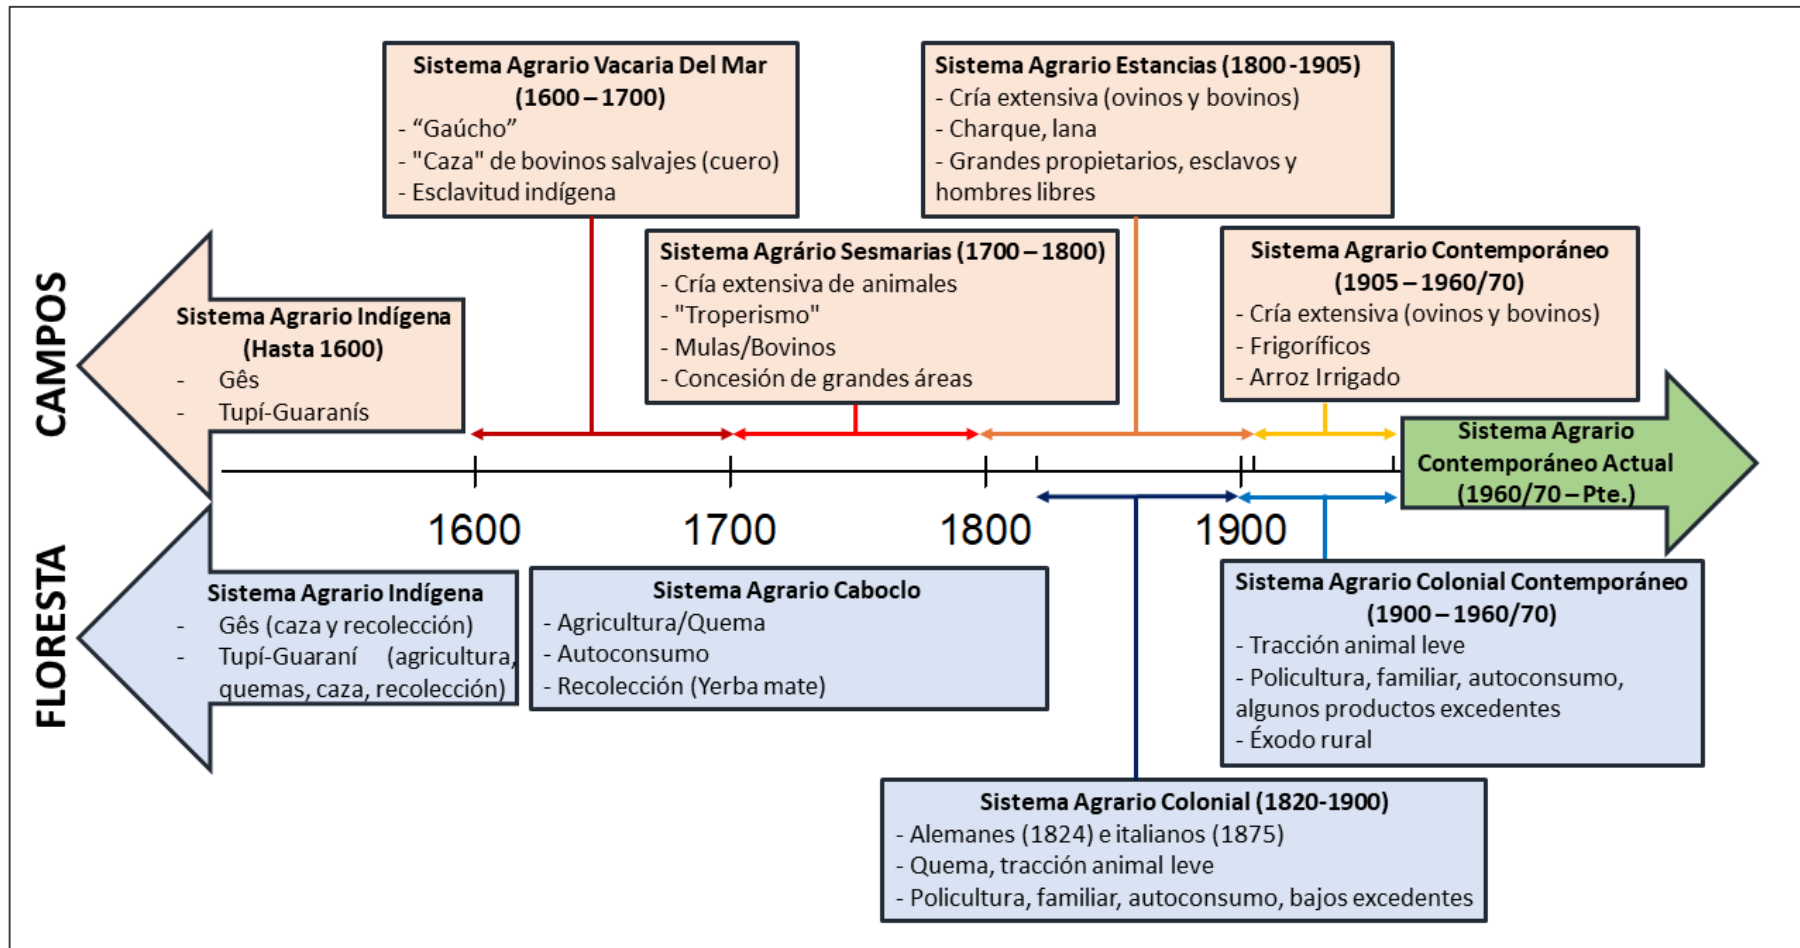 CAMPOS
Sistema Agrario Indígena
(Hasta 1600)
- Gês
- Tupí-Guaranís
Sistema Agrario Vacaria Del Mar
(1600 – 1700)
- “Gaúcho”
- "Caza" de bovinos salvajes (cuero)
- Esclavitud indígena
Sistema Agrário Sesmarias (1700 – 1800)
- Cría extensiva de animales
- "Troperismo"
- Mulas/Bovinos
- Concesión de grandes áreas
Sistema Agrario Estancias (1800 -1905)
- Cría extensiva (ovinos y bovinos)
- Charque, lana
- Grandes propietarios, esclavos y
hombres libres
Sistema Agrario Contemporáneo
(1905 – 1960/70)
- Cría extensiva (ovinos y bovinos)
- Frigoríficos
- Arroz Irrigado
Sistema Agrario
Contemporáneo Actual
(1960/70 – Pte.)
1600
1700
1800
1900
FLORESTA
Sistema Agrario Indígena
- Gês (caza y recolección)
- Tupí-Guaraní (agricultura,
quemas, caza, recolección)
Sistema Agrario Caboclo
- Agricultura/Quema
- Autoconsumo
- Recolección (Yerba mate)
Sistema Agrario Colonial (1820-1900)
- Alemanes (1824) e italianos (1875)
- Quema, tracción animal leve
- Policultura, familiar, autoconsumo, bajos excedentes
Sistema Agrario Colonial Contemporáneo
(1900 – 1960/70)
- Tracción animal leve
- Policultura, familiar, autoconsumo,
algunos productos excedentes
- Éxodo rural